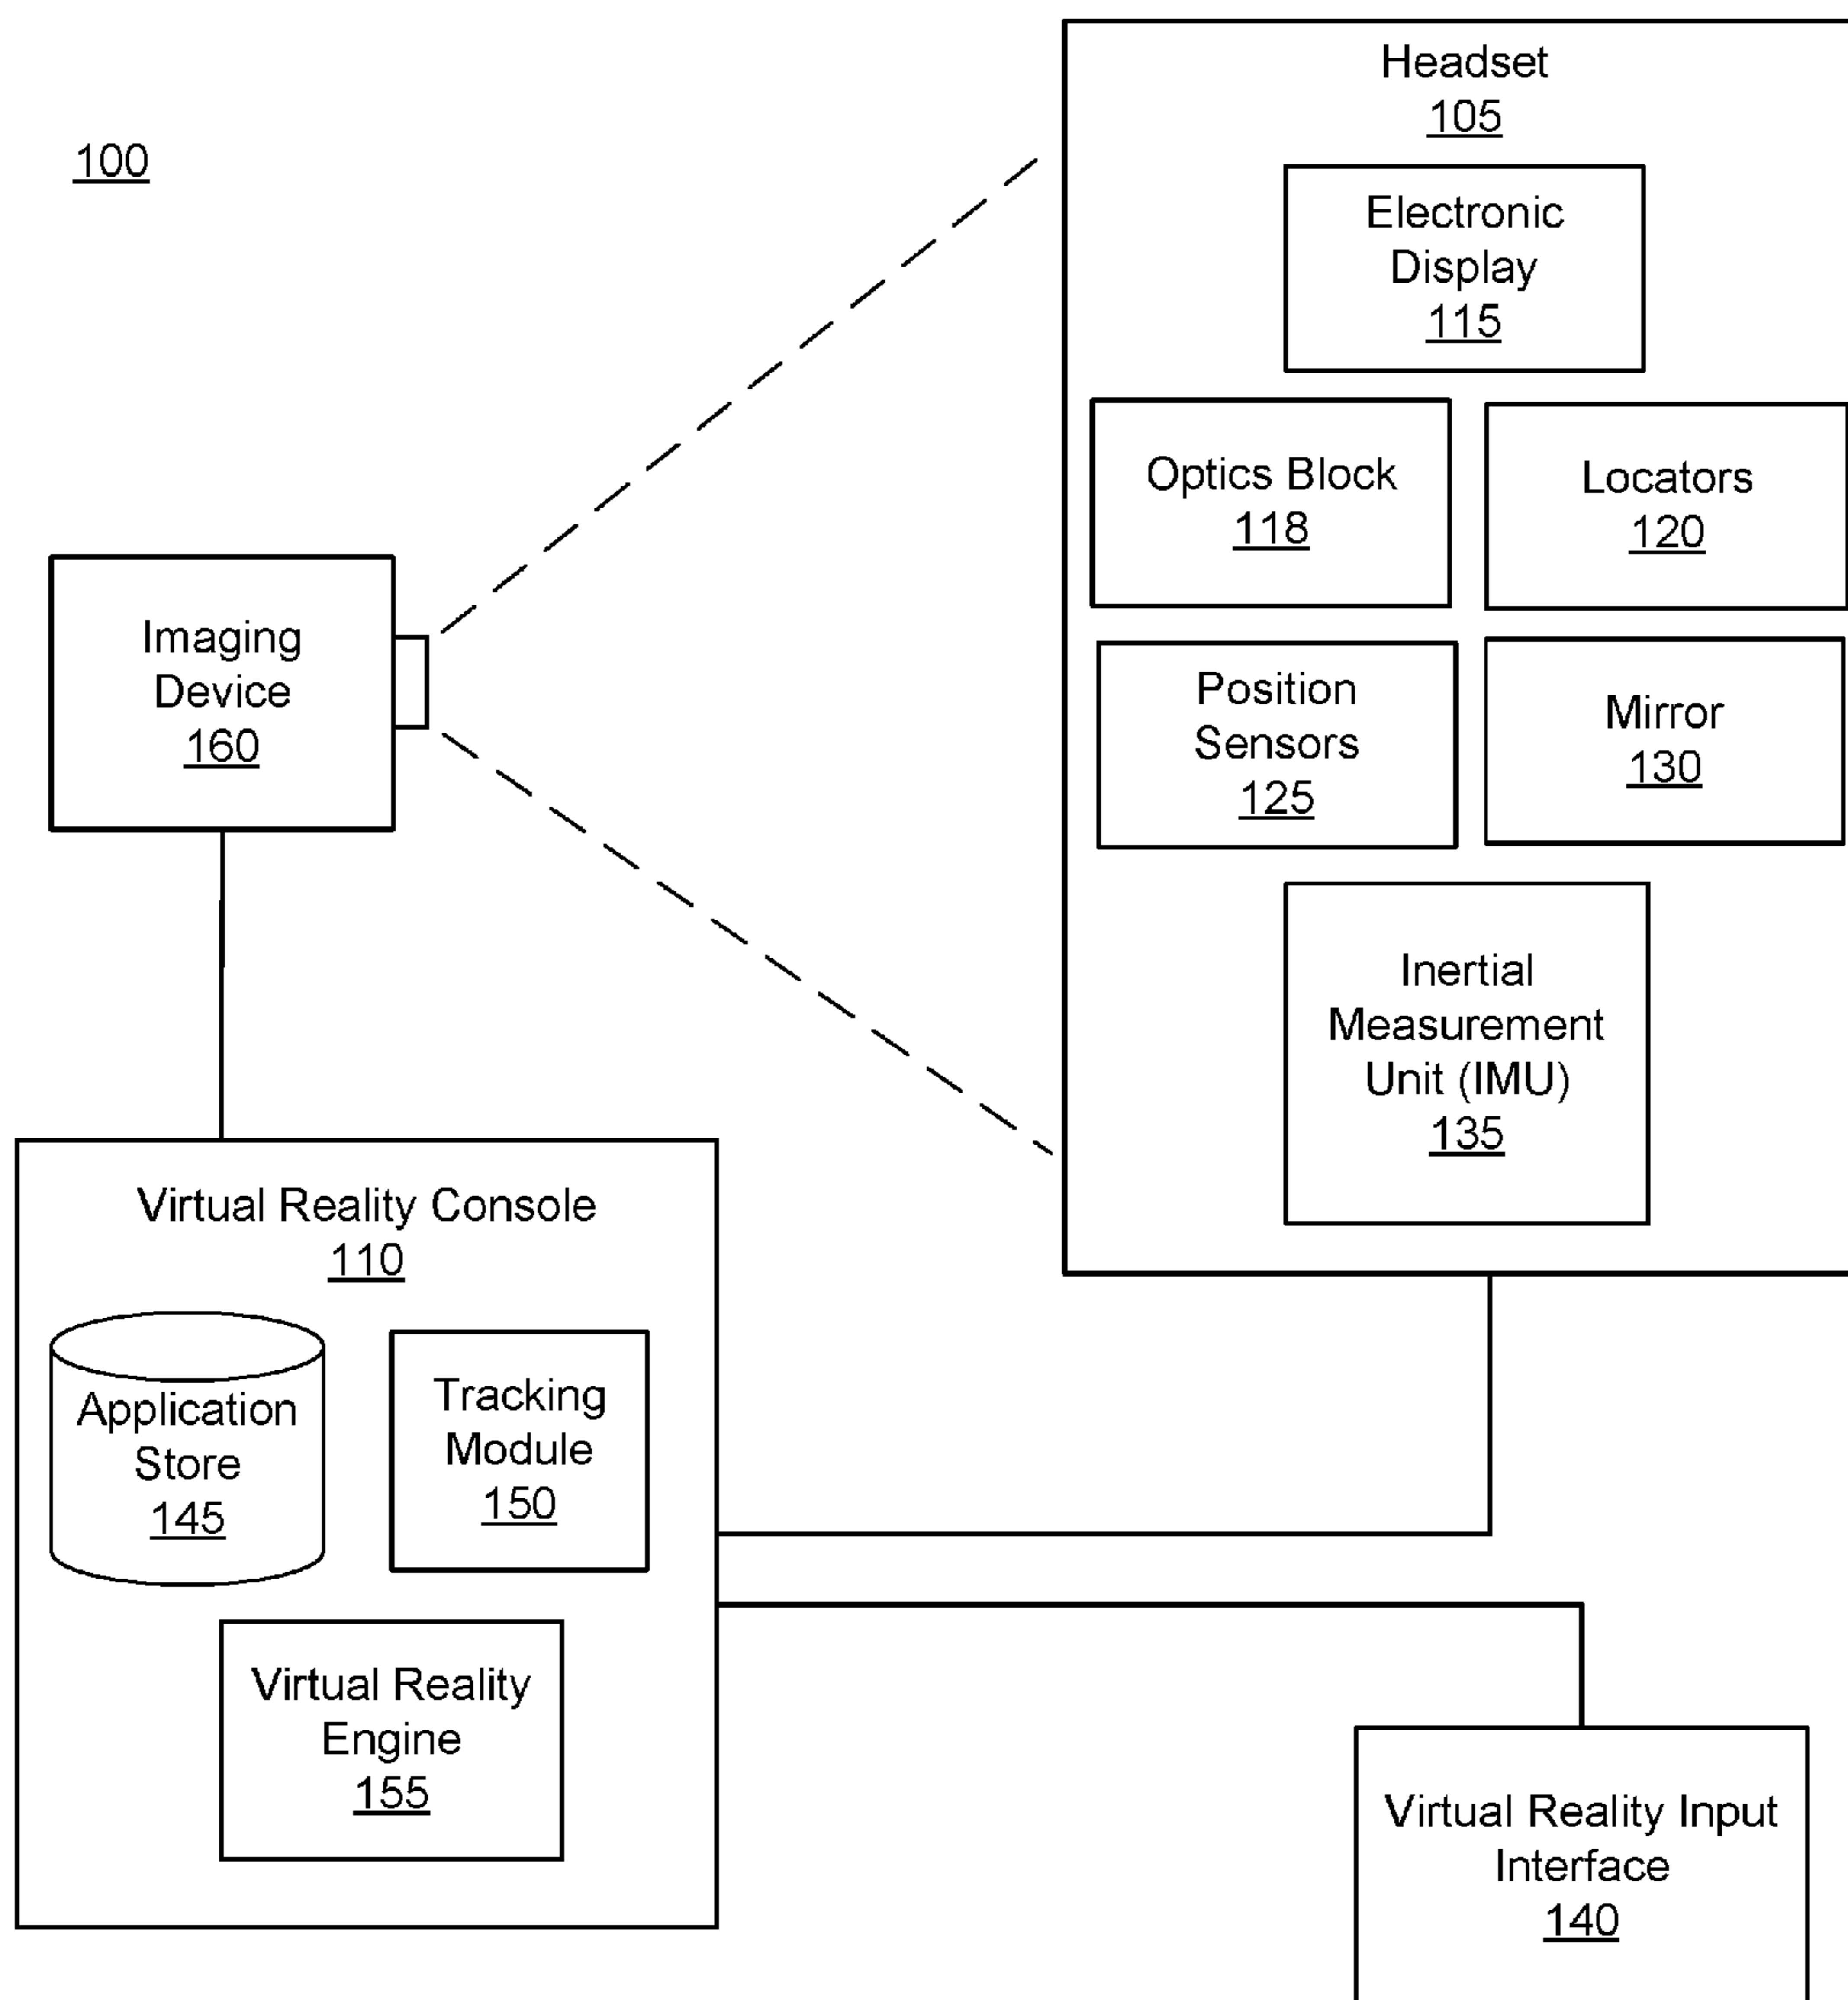 100
Headset
105
Electronic
Display
115
Optics Block
118
Locators
120
Position
Sensors
125
Mirror
130
Inertial
Measurement
Unit (IMU)
135
Imaging
Device
160
Virtual Reality Console
110
Application
Store
145
Tracking
Module
150
Virtual Reality
Engine
155
Virtual Reality Input
Interface
140